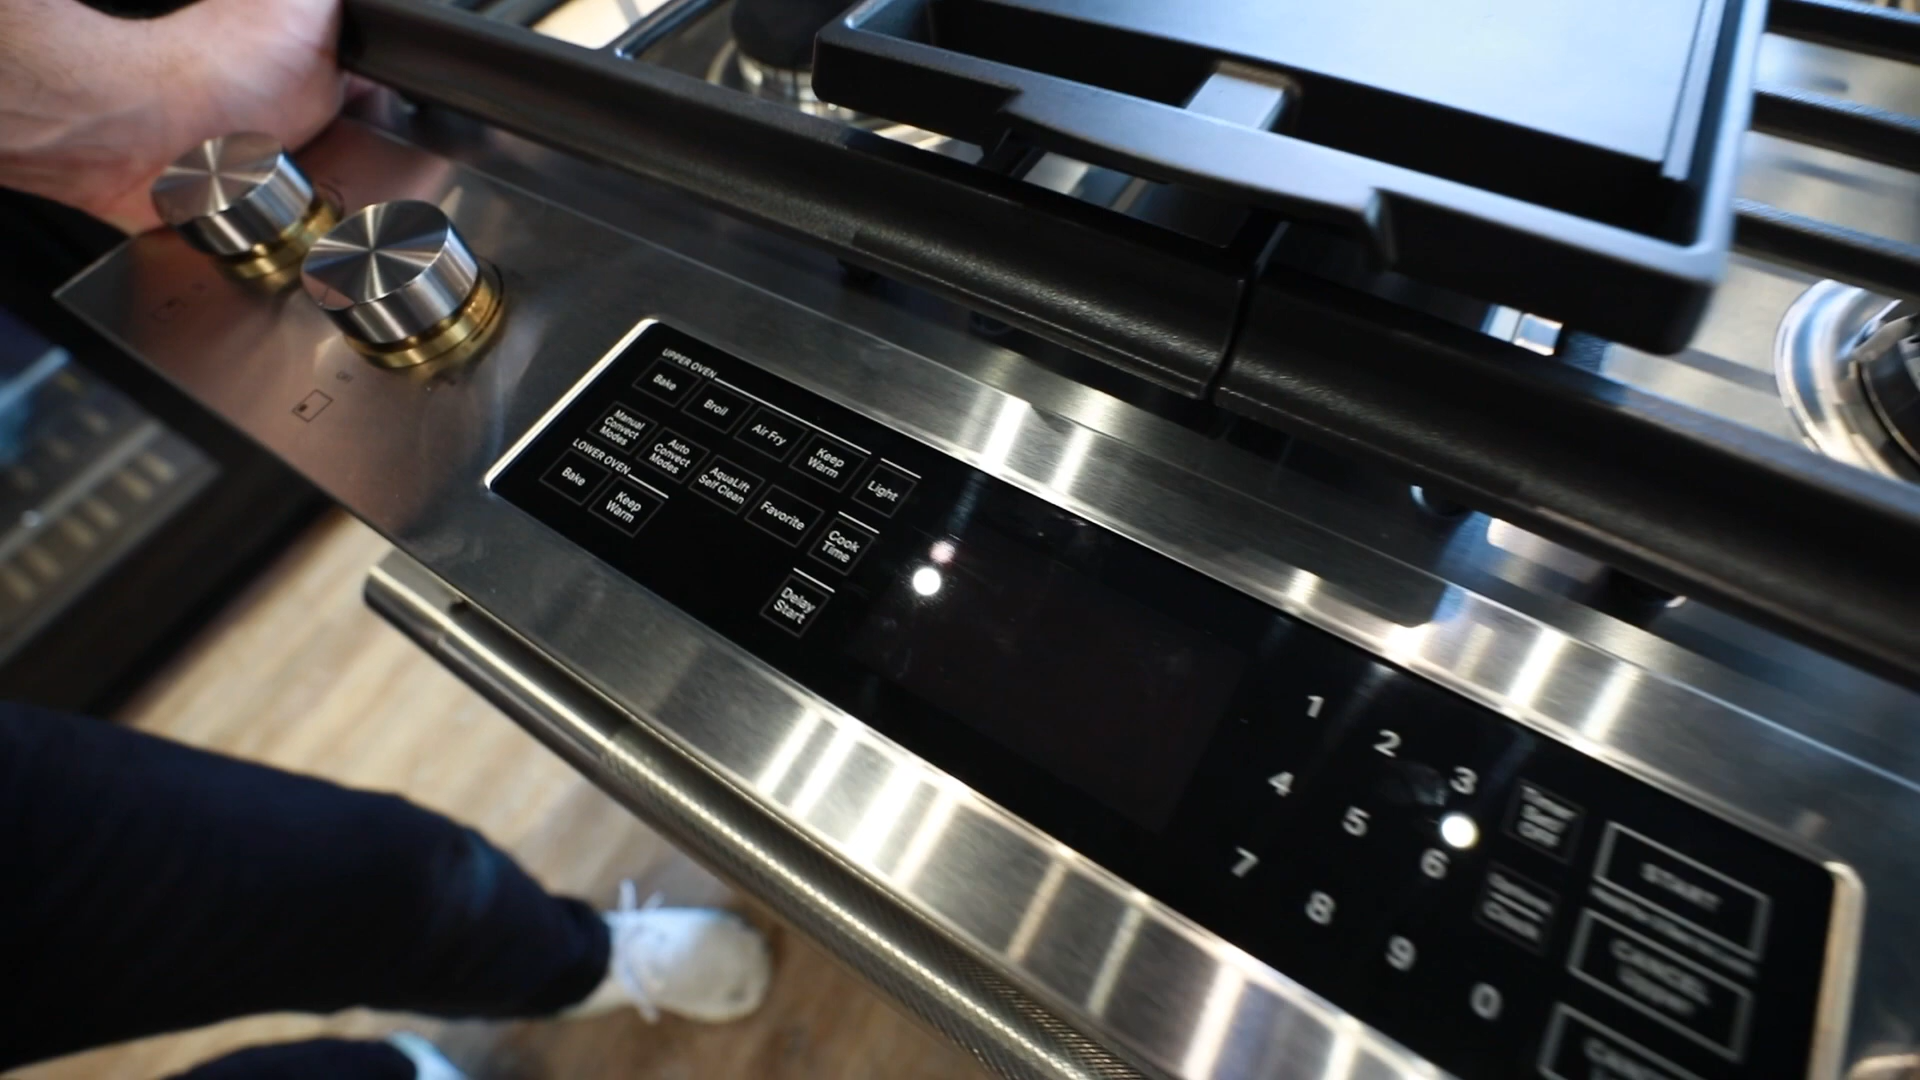 UPPER OVEN
Bake
Broil
Air Fry
Keep
Warm
Light
Manual
Convect
Modes
Auto
Convect
Modes
AquaLift
Self Clean
Favorite
Cook
Time
LOWER OVEN
Bake
Keep
Warm
Delay
Start
1
2
3
4
5
6
7
8
9
0
START
CANCEL
Upper